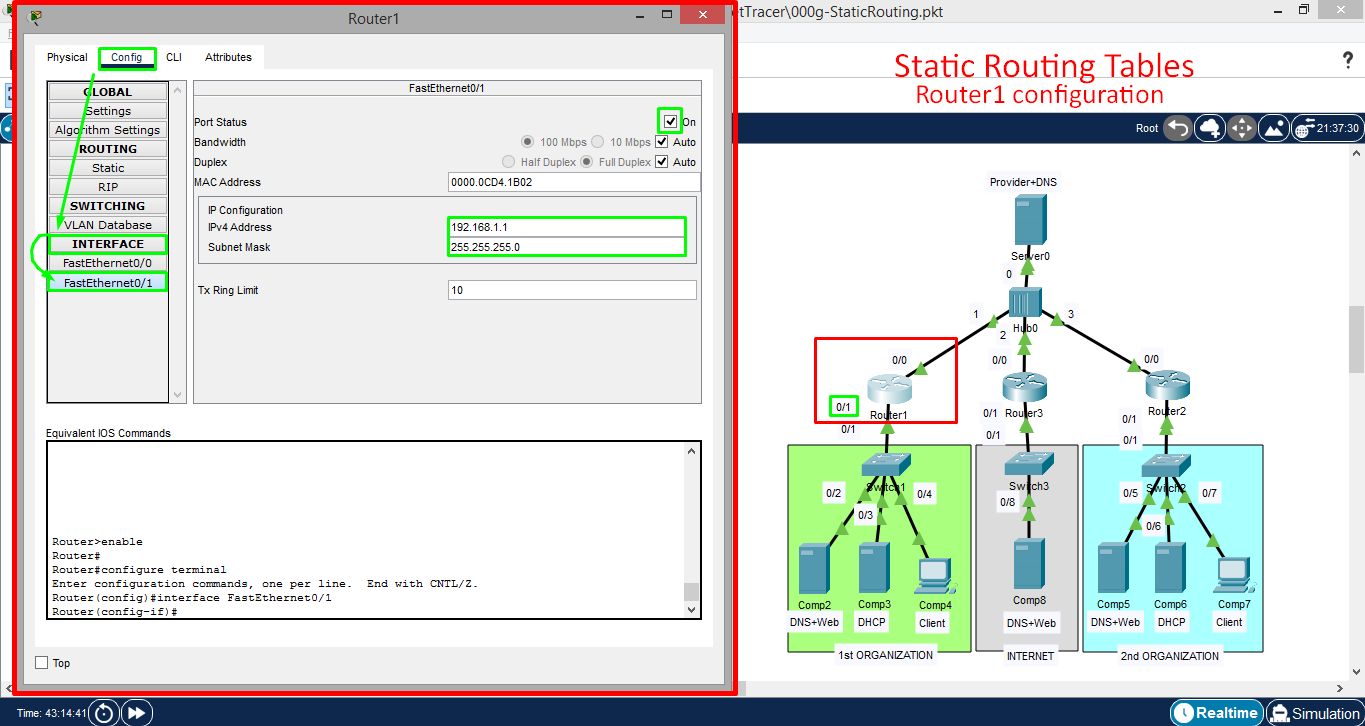 Router1
tTracer\000g-StaticRouting.pkt
Physical
Config
CLI
Attributes
GLOBAL
Settings
Algorithm Settings
ROUTING
Static
RIP
SWITCHING
VLAN Database
INTERFACE
FastEthernet0/0
FastEthernet0/1
FastEthernet0/1
Port Status
On
Bandwidth
100 Mbps
10 Mbps
Auto
Duplex
Half Duplex
Full Duplex
Auto
MAC Address
0000.0CD4.1B02
IP Configuration
IPv4 Address
192.168.1.1
Subnet Mask
255.255.255.0
Tx Ring Limit
10
Equivalent IOS Commands
Router>enable
Router#
Router#configure terminal
Enter configuration commands, one per line.  End with CNTL/Z.
Router(config)#interface FastEthernet0/1
Router(config-if)#
Top
Static Routing Tables
Router1 configuration
?
Root
21:37:30
Provider+DNS
Server0
0
1
Hub0
3
2
0/0
0/0
0/0
0/1
Router1
0/1
Router3
0/1
Router2
0/1
0/1
0/1
0/1
Switch1
Switch3
Switch2
0/2
0/4
0/3
0/8
0/5
0/7
0/6
Comp2
Comp3
Comp4
Comp8
Comp5
Comp6
Comp7
DNS+Web
DHCP
Client
DNS+Web
DNS+Web
DHCP
Client
1st ORGANIZATION
INTERNET
2nd ORGANIZATION
Time: 43:14:41
Realtime
Simulation